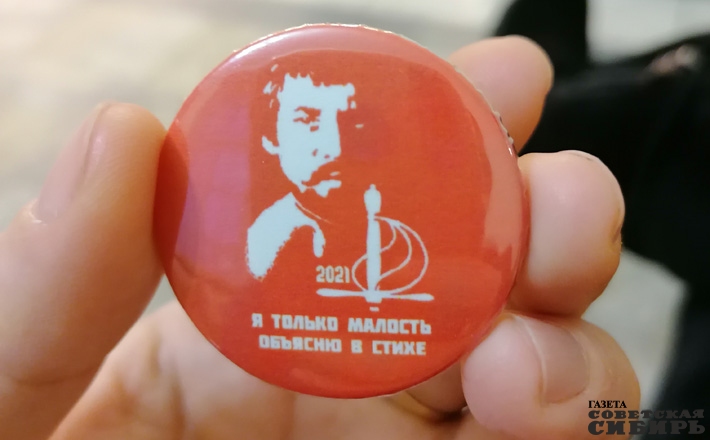 2021
Я ТОЛЬКО МАЛОСТЬ
ОБЪЯСНЮ В СТИХЕ
ГАЗЕТА
СОВЕТСКАЯ
СИБИРЬ